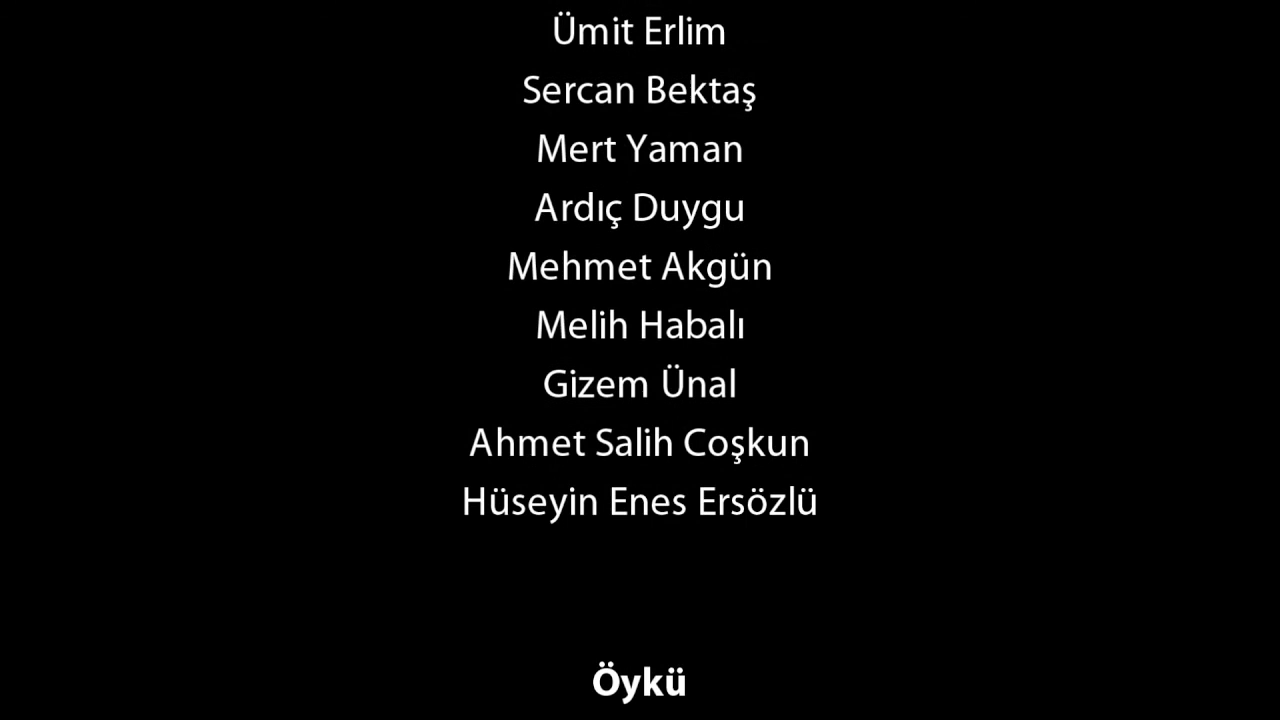 Ümit Erlim
Sercan Bektaş
Mert Yaman
Ardıç Duygu
Mehmet Akgün
Melih Habalı
Gizem Ünal
Ahmet Salih Coşkun
Hüseyin Enes Ersözlü
Öykü